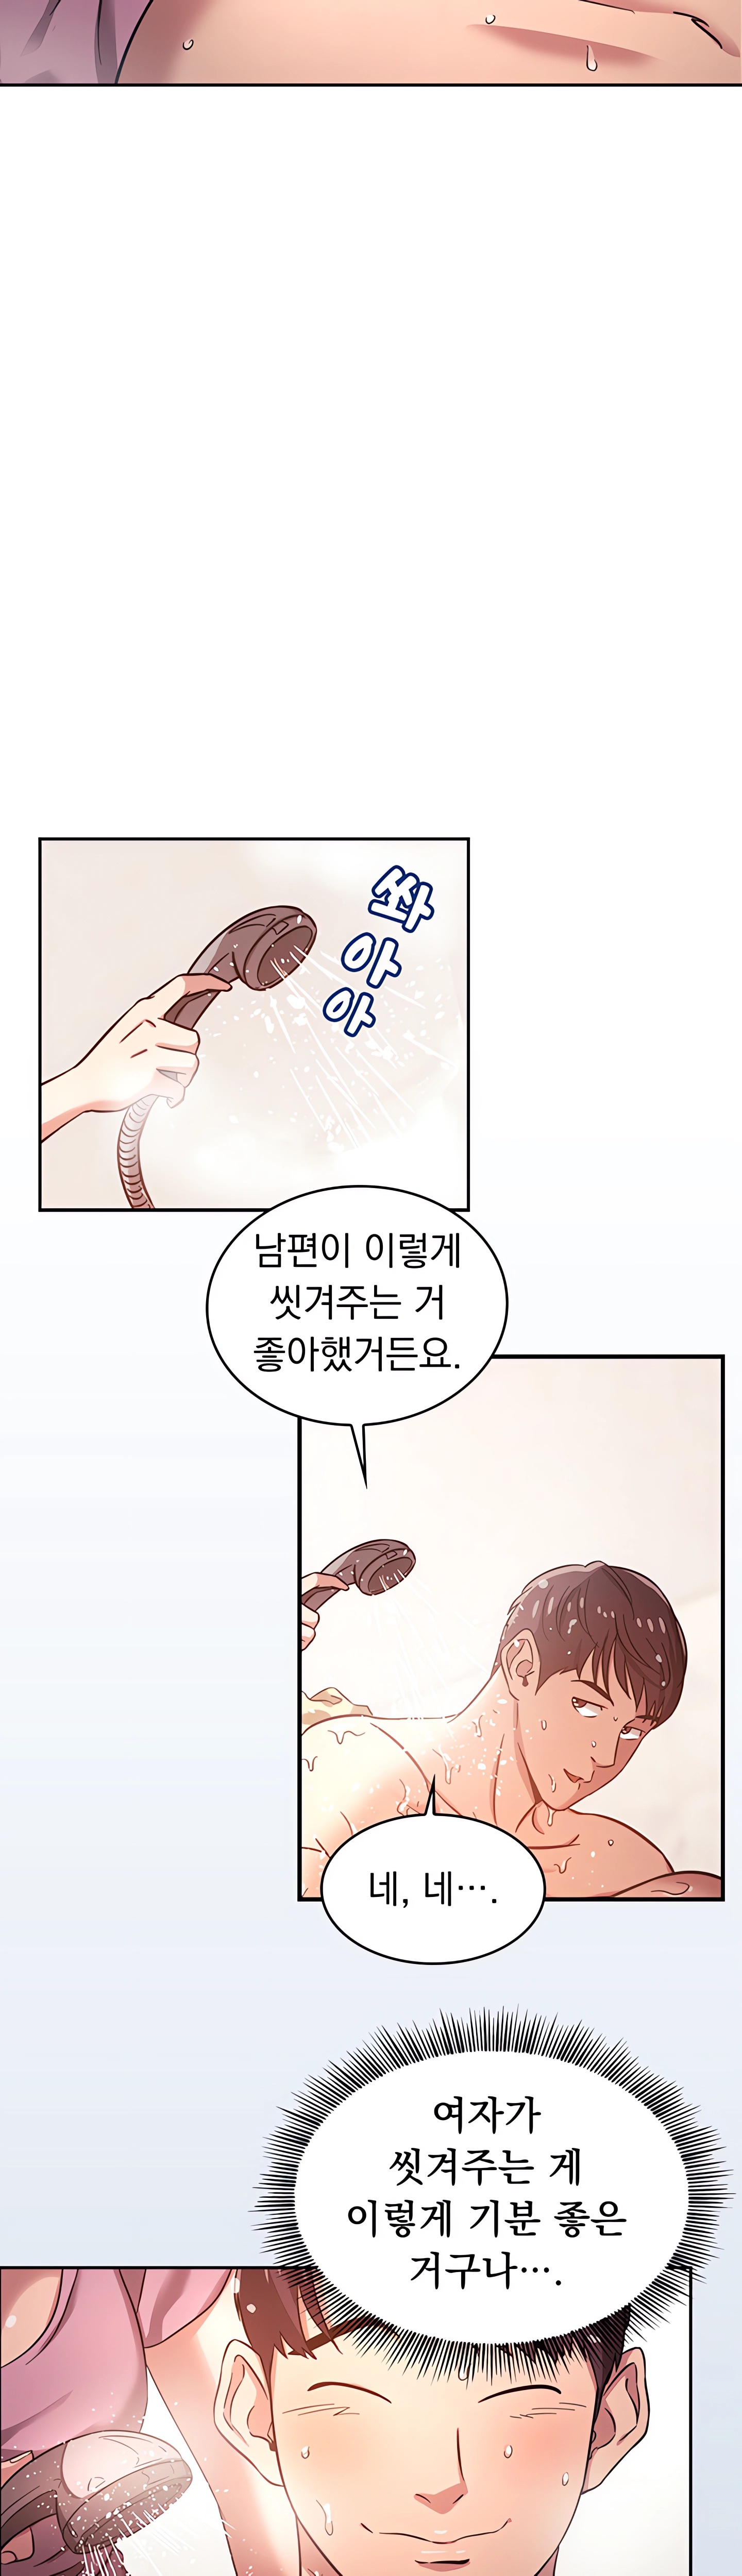 쏴
아
아
남편이 이렇게
씻겨주는 거
좋아했거든요.
네, 네….
여자가
씻겨주는 게
이렇게 기분 좋은
거구나….